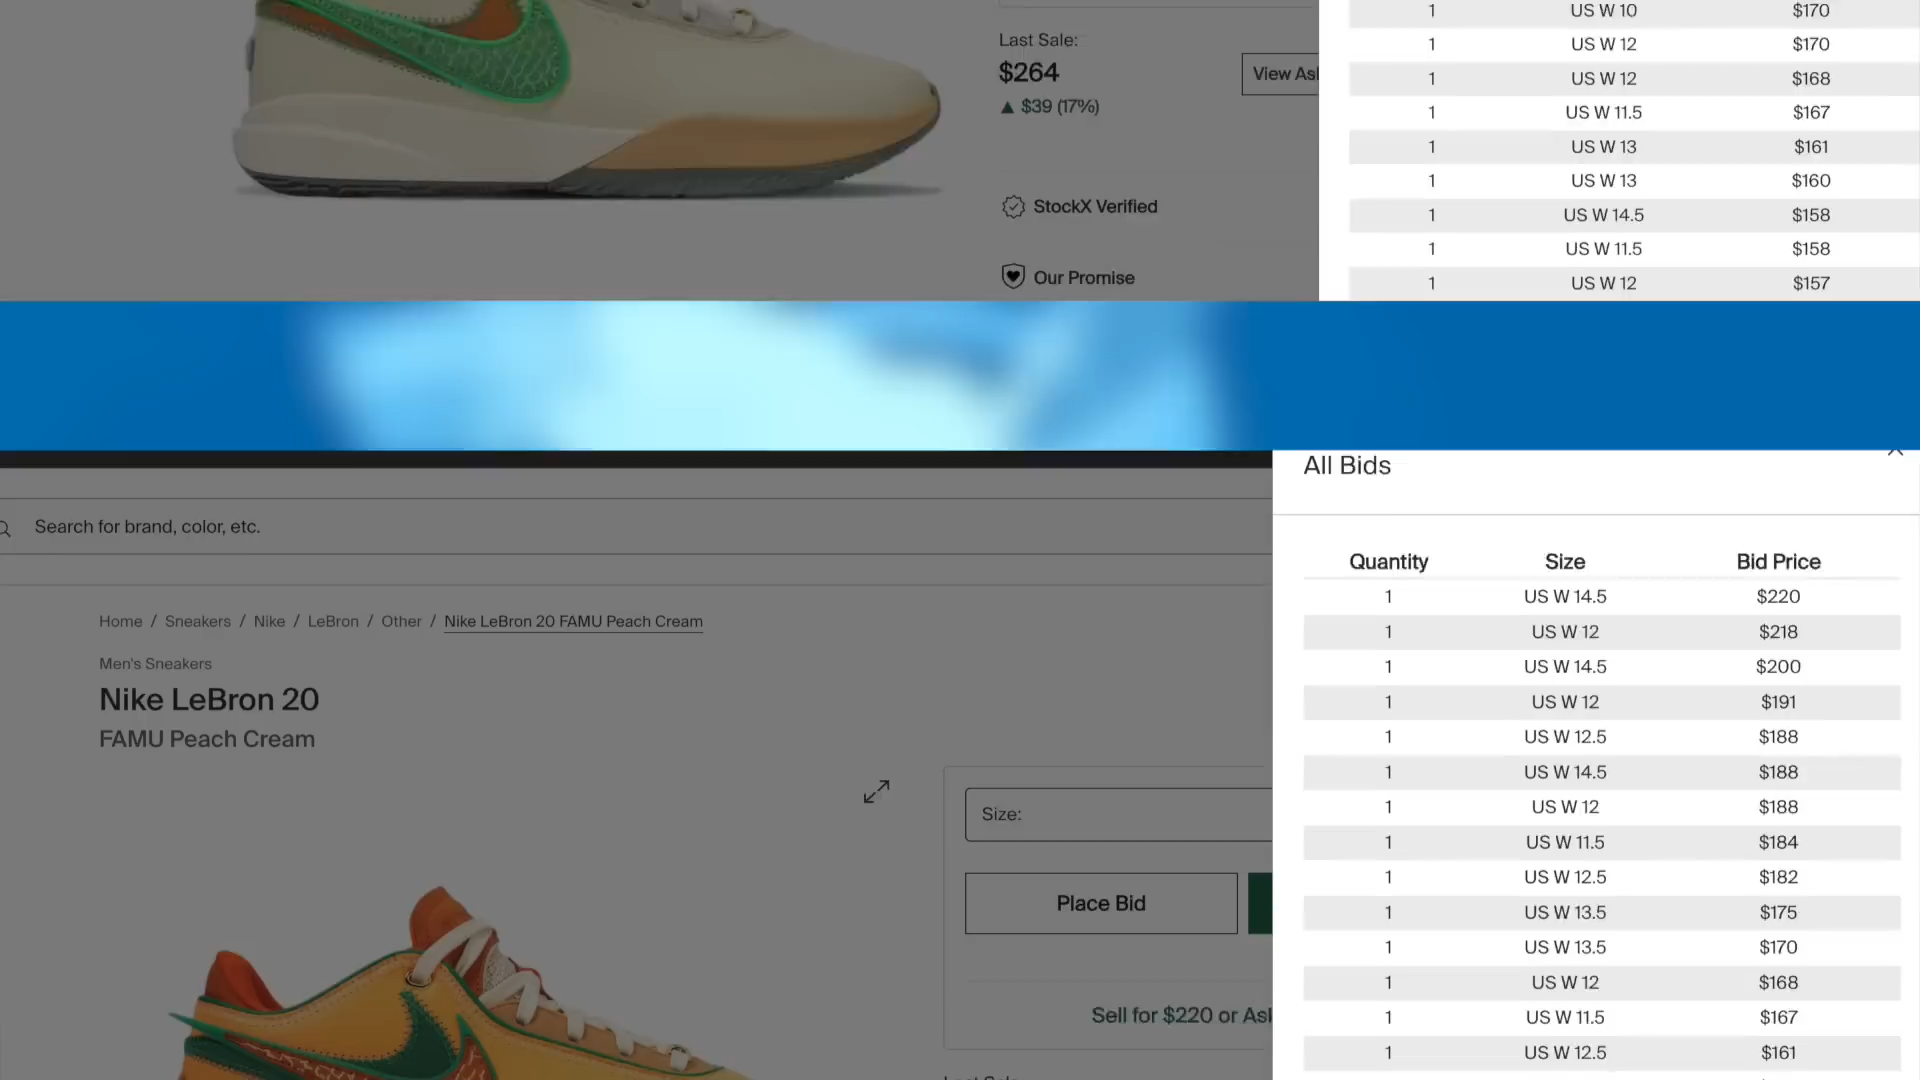 Last Sale:
$264
▲ $39 (17%)
View
StockX Verified
Our Promise
1 US W 10 $170
1 US W 12 $170
1 US W 12 $168
1 US W 11.5 $167
1 US W 13 $161
1 US W 13 $160
1 US W 14.5 $158
1 US W 11.5 $158
1 US W 12 $157
Search for brand, color, etc.
Home / Sneakers / Nike / LeBron / Other / Nike LeBron 20 FAMU Peach Cream
Men's Sneakers
Nike LeBron 20
FAMU Peach Cream
Size:
Place Bid
Sell for $220 or
All Bids
Quantity Size Bid Price
1 US W 14.5 $220
1 US W 12 $218
1 US W 14.5 $200
1 US W 12 $191
1 US W 12.5 $188
1 US W 14.5 $188
1 US W 12 $188
1 US W 11.5 $184
1 US W 12.5 $182
1 US W 13.5 $175
1 US W 13.5 $170
1 US W 12 $168
1 US W 11.5 $167
1 US W 12.5 $161